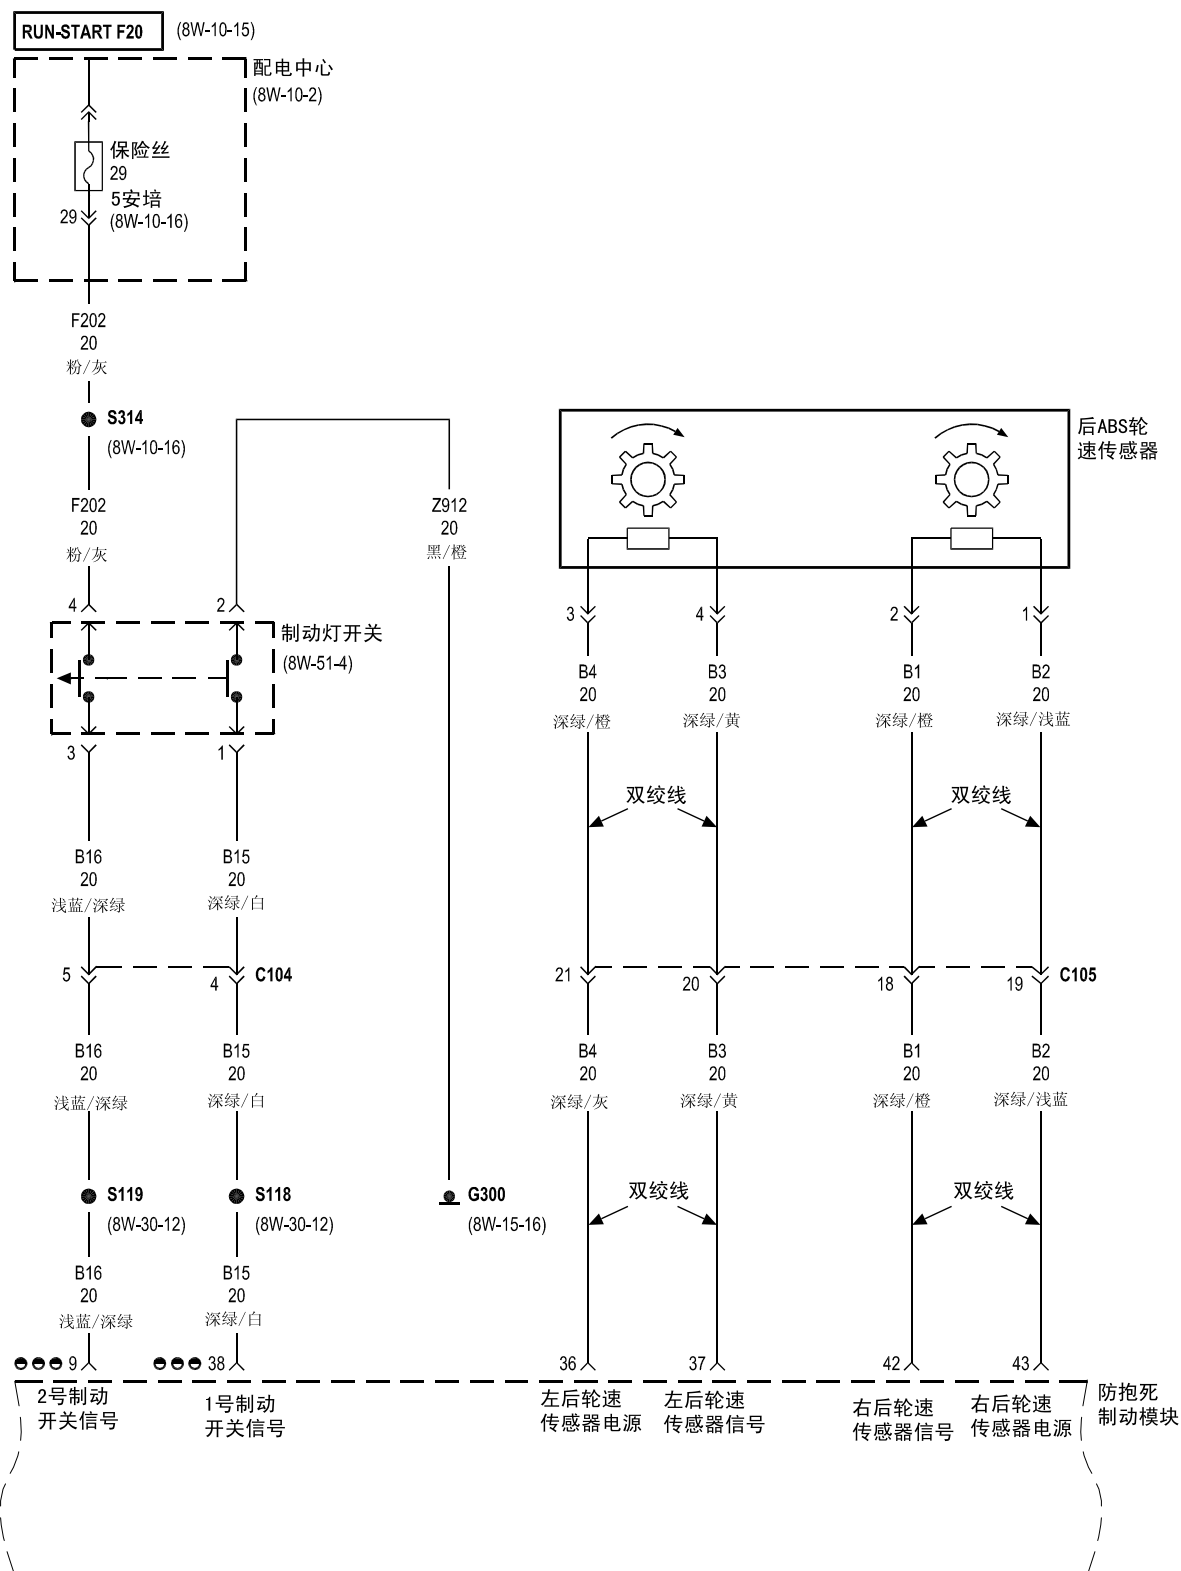 RUN-START F20 (8W-10-15)
配电中心
(8W-10-2)
保险丝
29
5安培
(8W-10-16)
29
F202
20
粉/灰
S314
(8W-10-16)
F202
20
粉/灰
Z912
20
黑/橙
后ABS轮
速传感器
4 2
制动灯开关
(8W-51-4)
3 1
3 4 2 1
B4
20
深绿/橙
B3
20
深绿/黄
B1
20
深绿/橙
B2
20
深绿/浅蓝
双绞线 双绞线
B16
20
浅蓝/深绿
B15
20
深绿/白
5 4 C104
21 20 18 19 C105
B16
20
浅蓝/深绿
B15
20
深绿/白
B4
20
深绿/灰
B3
20
深绿/黄
B1
20
深绿/橙
B2
20
深绿/浅蓝
S119
(8W-30-12)
S118
(8W-30-12)
G300
(8W-15-16)
双绞线 双绞线
B16
20
浅蓝/深绿
B15
20
深绿/白
9 38 36 37 42 43
2号制动
开关信号
1号制动
开关信号
左后轮速
传感器电源
左后轮速
传感器信号
右后轮速
传感器信号
右后轮速
传感器电源
防抱死
制动模块